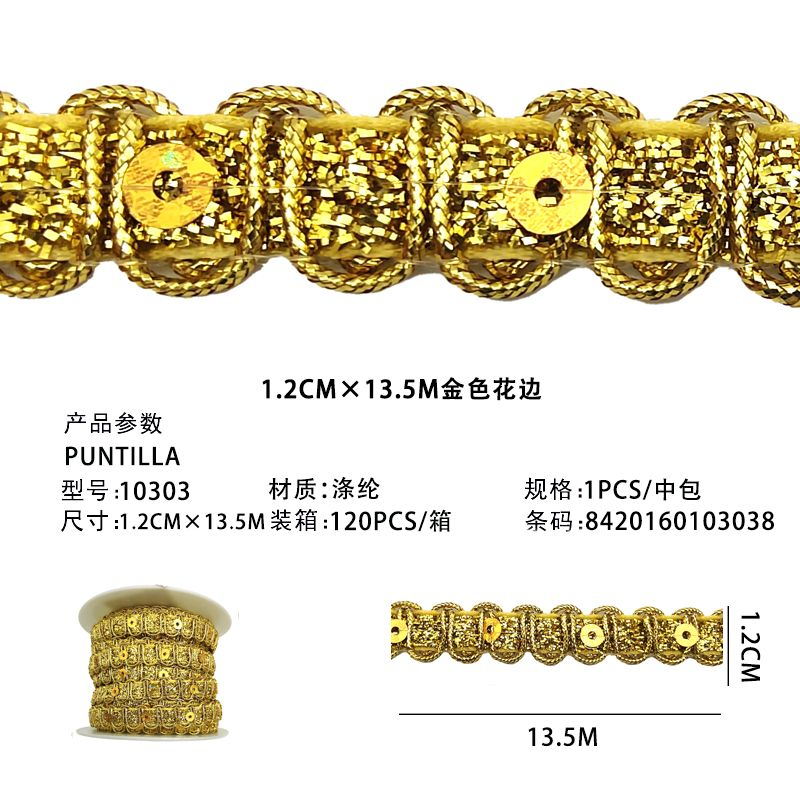 1.2CM×13.5M金色花边
产品参数
PUNTILLA
型号:10303 材质:涤纶 规格:1PCS/中包
尺寸:1.2CM×13.5M 装箱:120PCS/箱 条码:8420160103038
1.2CM
13.5M